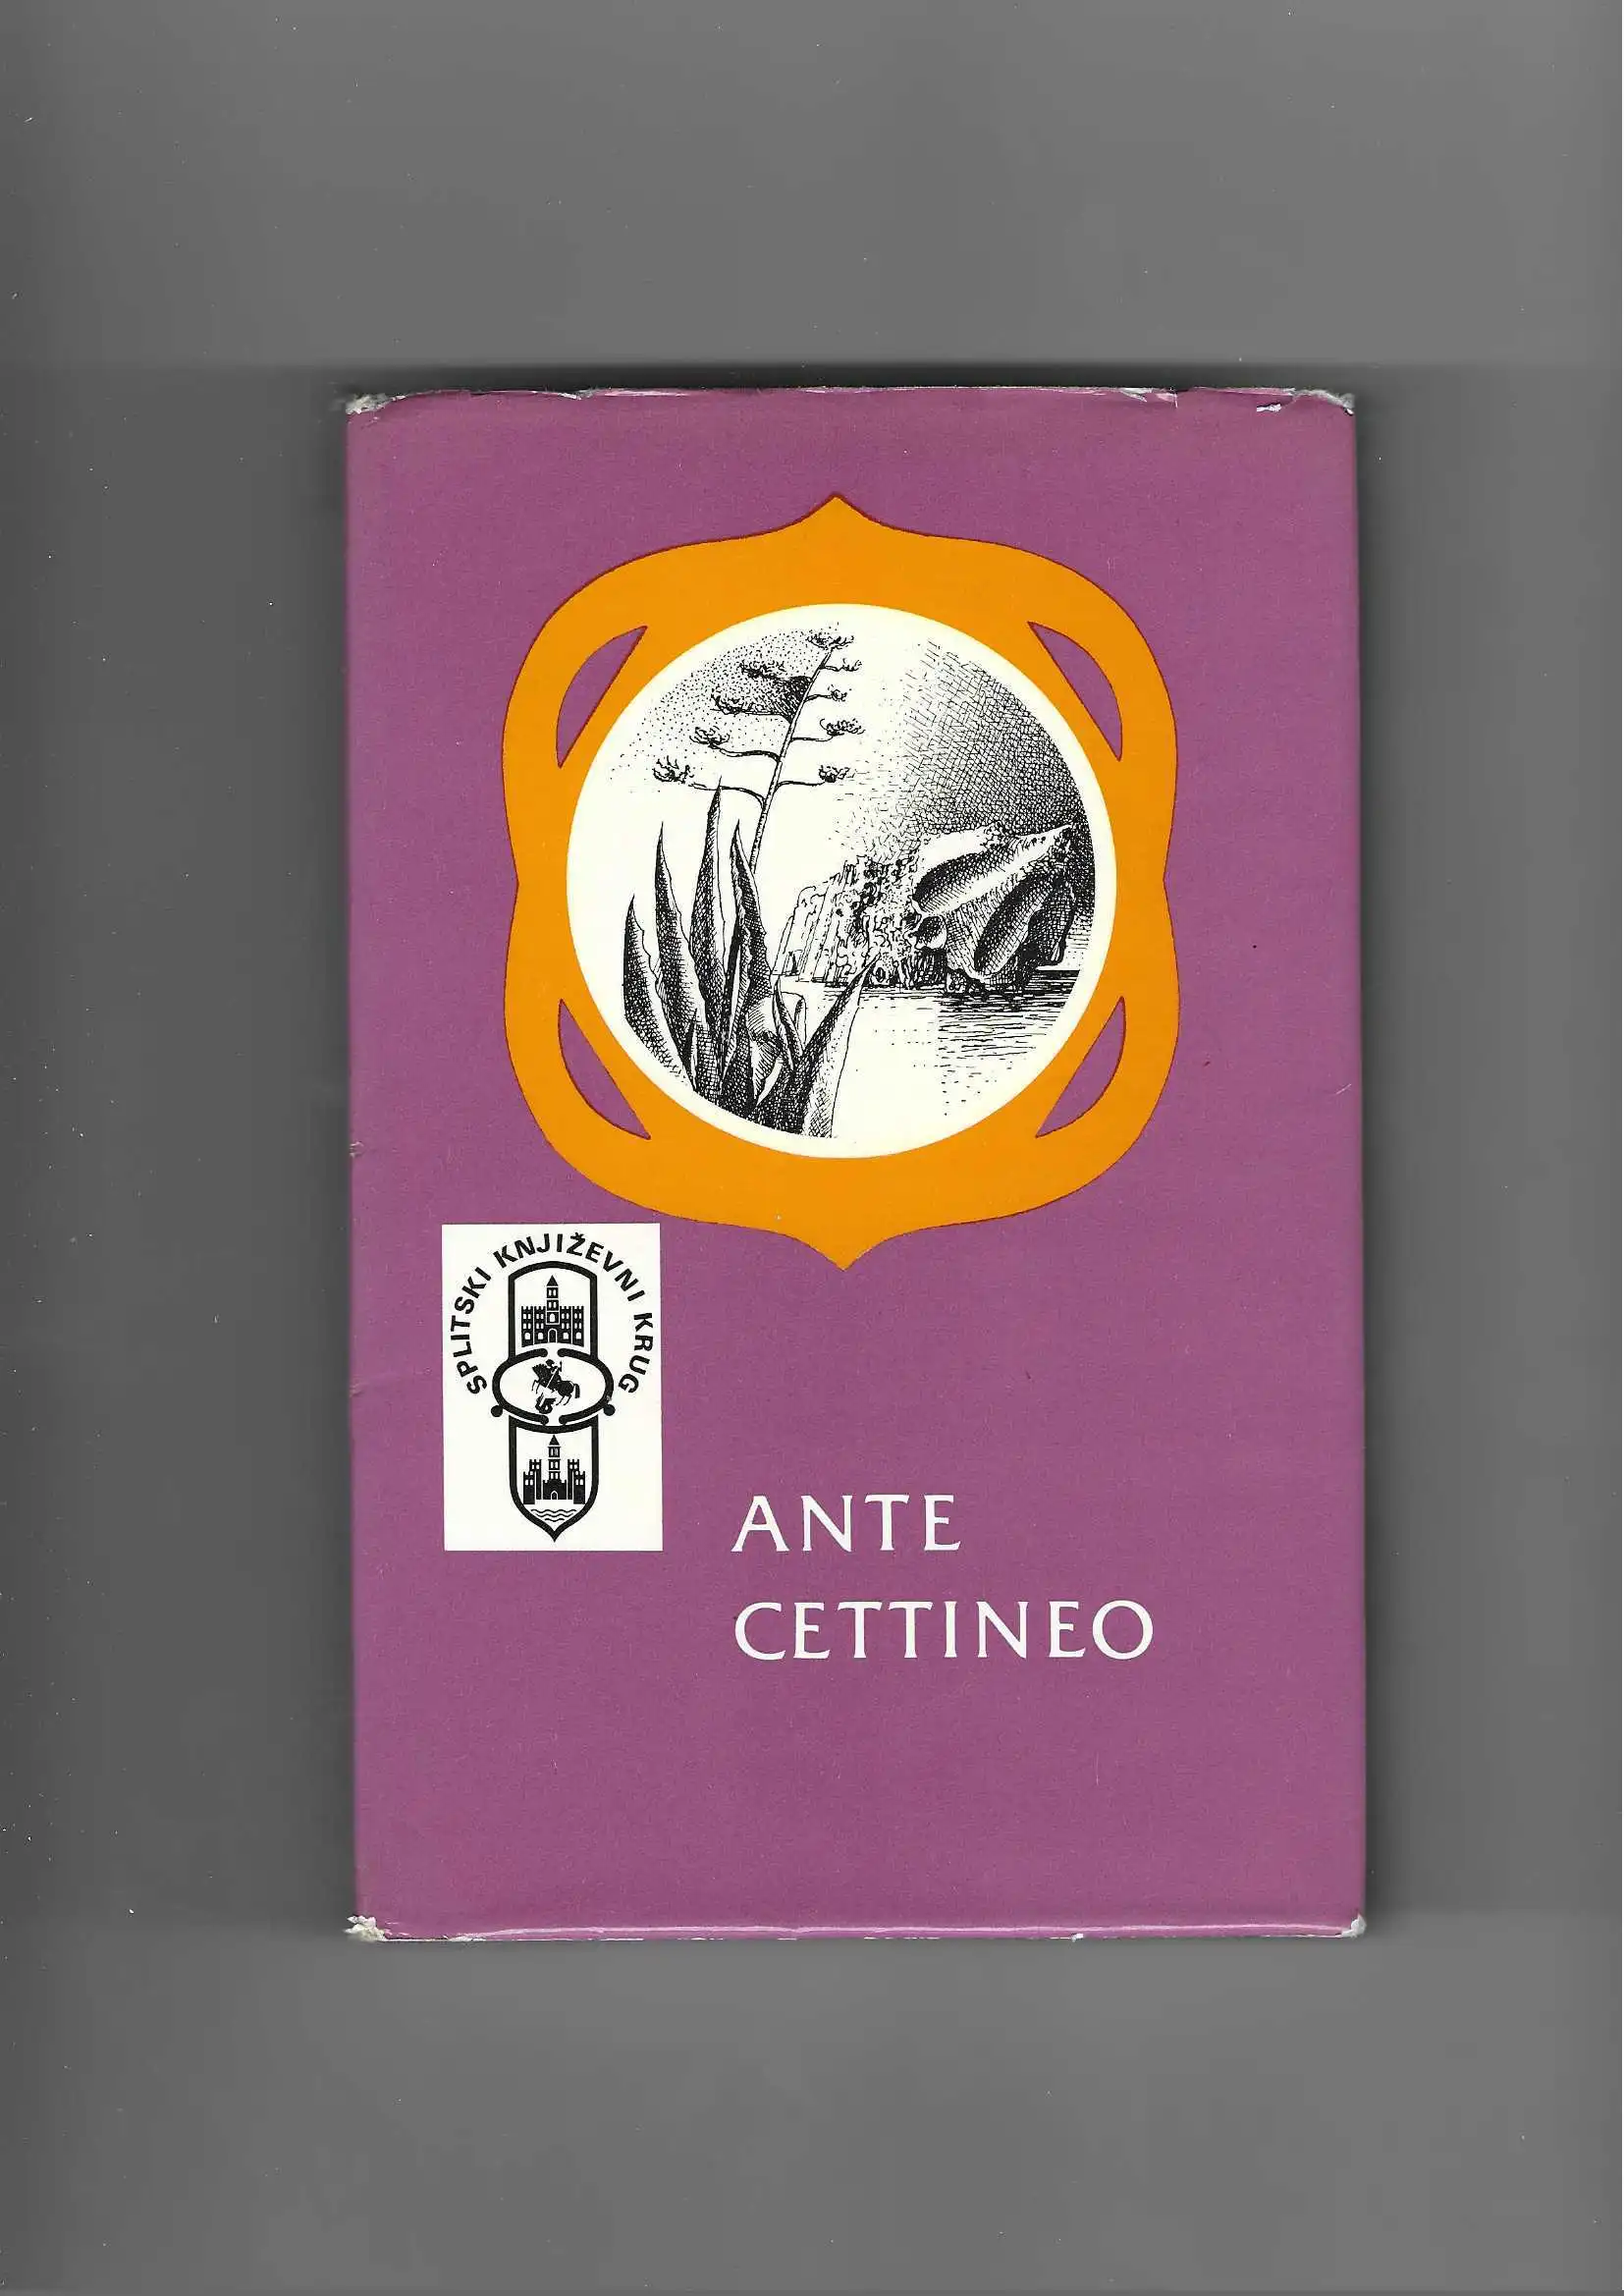 SPLITSKI KNJIŽEVNI KRUG
ANTE
CETTINEO